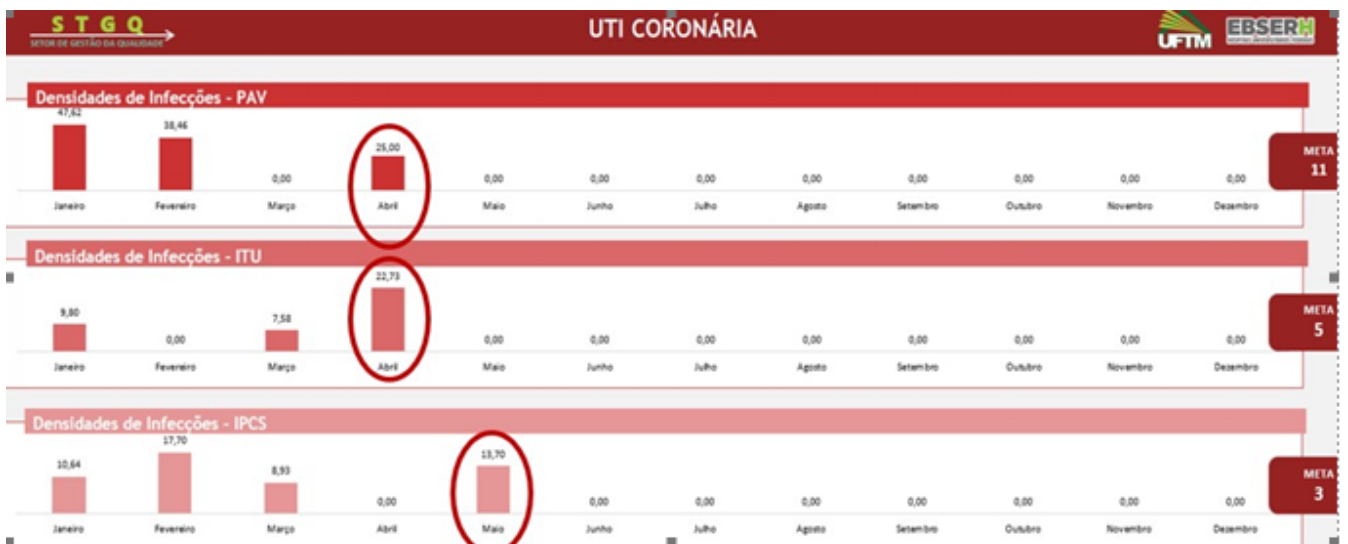 S T G Q
SETOR DE GESTÃO DA QUALIDADE
UTI CORONÁRIA
UFTM
EBSERH
Densidades de Infecções - PAV
47,62
38,46
0,00
25,00
0,00
0,00
0,00
0,00
0,00
0,00
0,00
0,00
Janeiro
Fevereiro
Março
Abril
Maio
Junho
Julho
Agosto
Setembro
Outubro
Novembro
Dezembro
META
11
Densidades de Infecções - ITU
9,80
0,00
7,58
22,73
0,00
0,00
0,00
0,00
0,00
0,00
0,00
0,00
Janeiro
Fevereiro
Março
Abril
Maio
Junho
Julho
Agosto
Setembro
Outubro
Novembro
Dezembro
META
5
Densidades de Infecções - IPCS
10,64
17,70
8,93
0,00
13,70
0,00
0,00
0,00
0,00
0,00
0,00
0,00
Janeiro
Fevereiro
Março
Abril
Maio
Junho
Julho
Agosto
Setembro
Outubro
Novembro
Dezembro
META
3